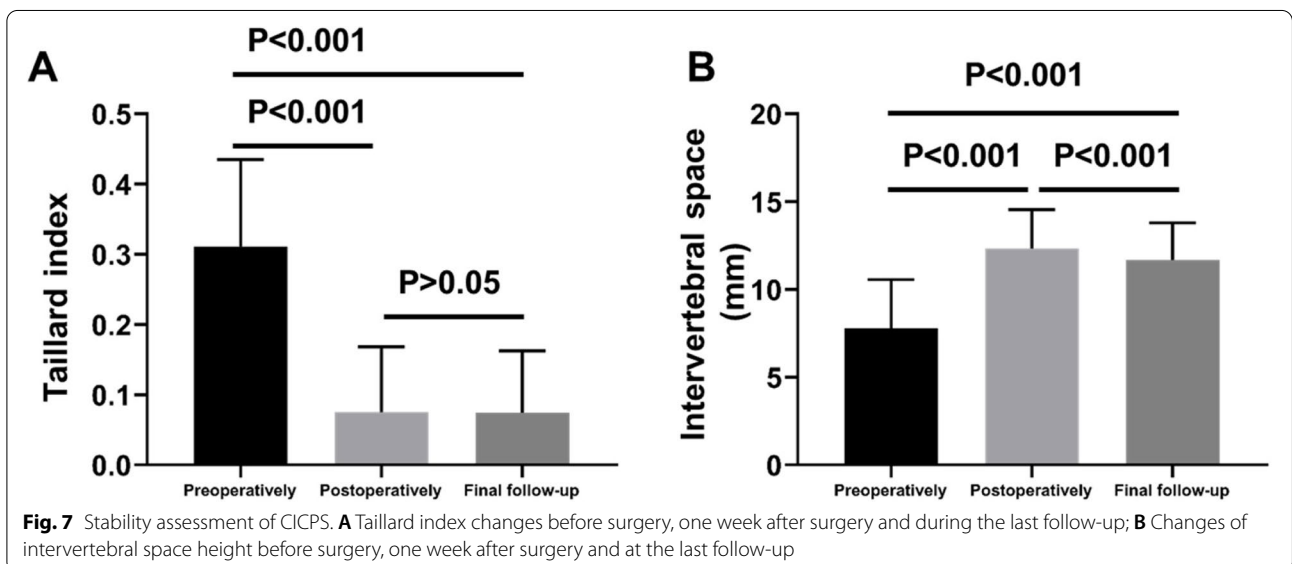 A
P<0.001
P<0.001
P>0.05
Taillard index
0.5
0.4
0.3
0.2
0.1
0.0
Preoperatively Postoperatively Final follow-up
B
P<0.001
P<0.001 P<0.001
Intervertebral space
(mm)
20
15
10
5
0
Preoperatively Postoperatively Final follow-up
Fig. 7 Stability assessment of CICPS. A Taillard index changes before surgery, one week after surgery and during the last follow-up; B Changes of
intervertebral space height before surgery, one week after surgery and at the last follow-up